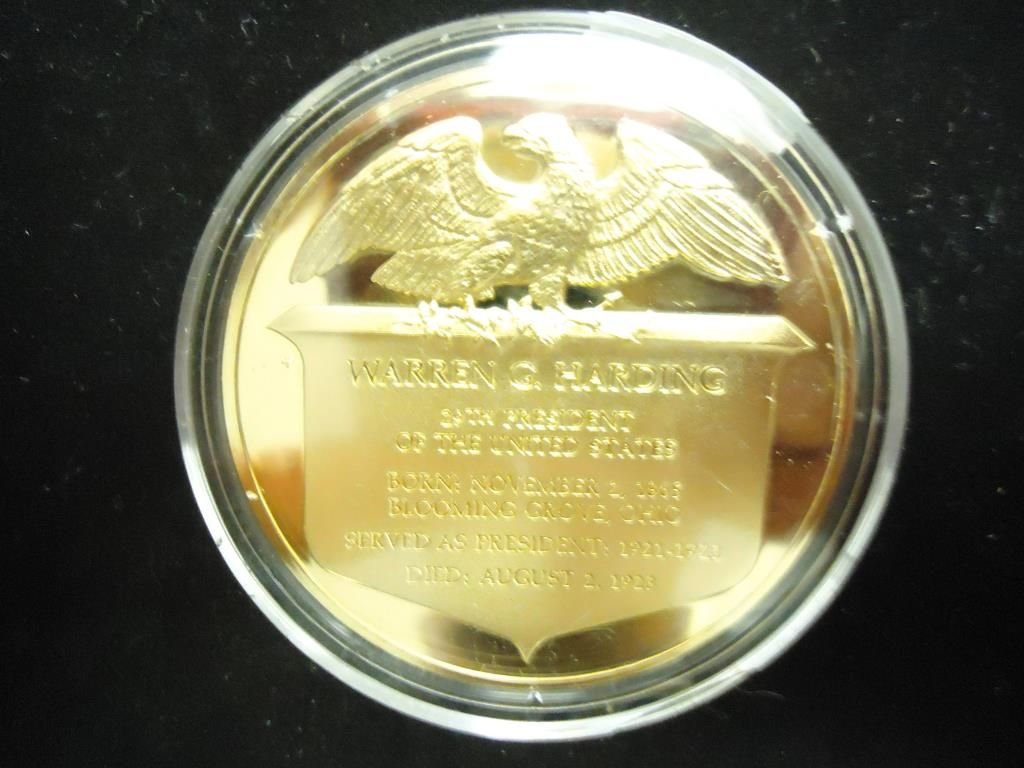 WARREN G. HARDING
29TH PRESIDENT
OF THE UNITED STATES
BORN: NOVEMBER 2, 1865
BLOOMING GROVE, OHIO
SERVED AS PRESIDENT: 1921-1923
DIED: AUGUST 2, 1923